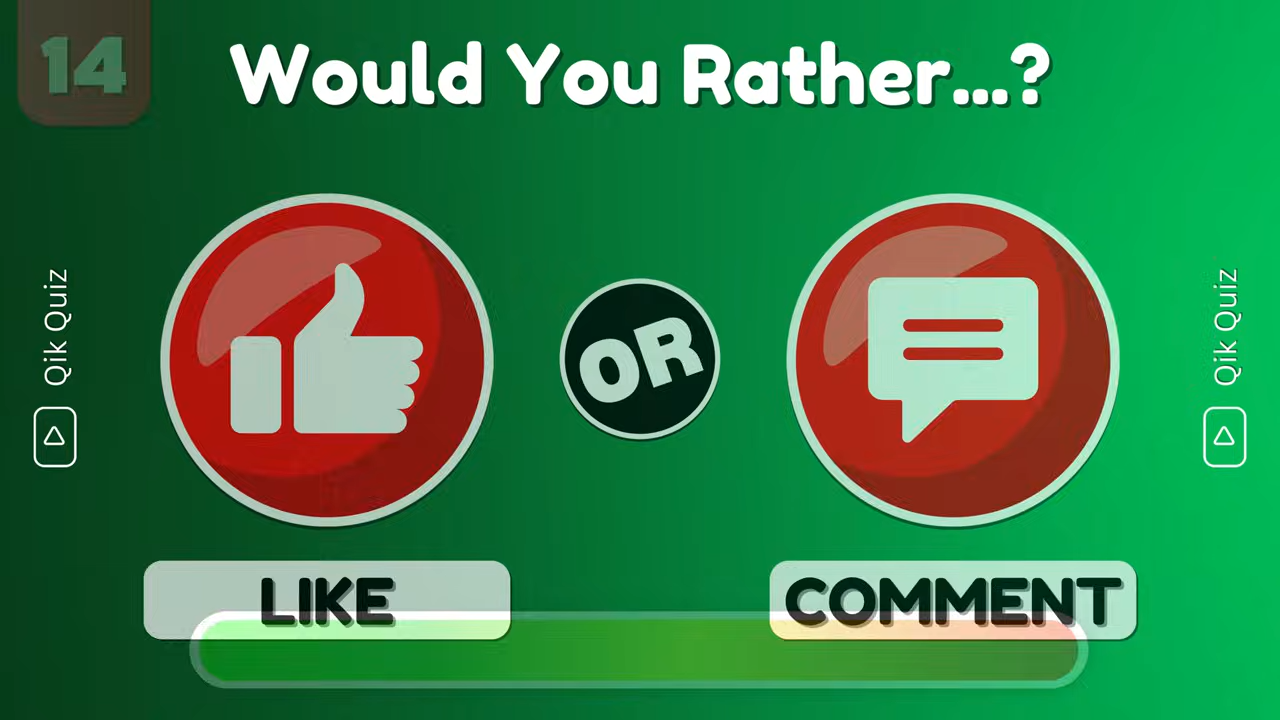 14
Would You Rather...?
Qik Quiz
OR
Qik Quiz
LIKE
COMMENT